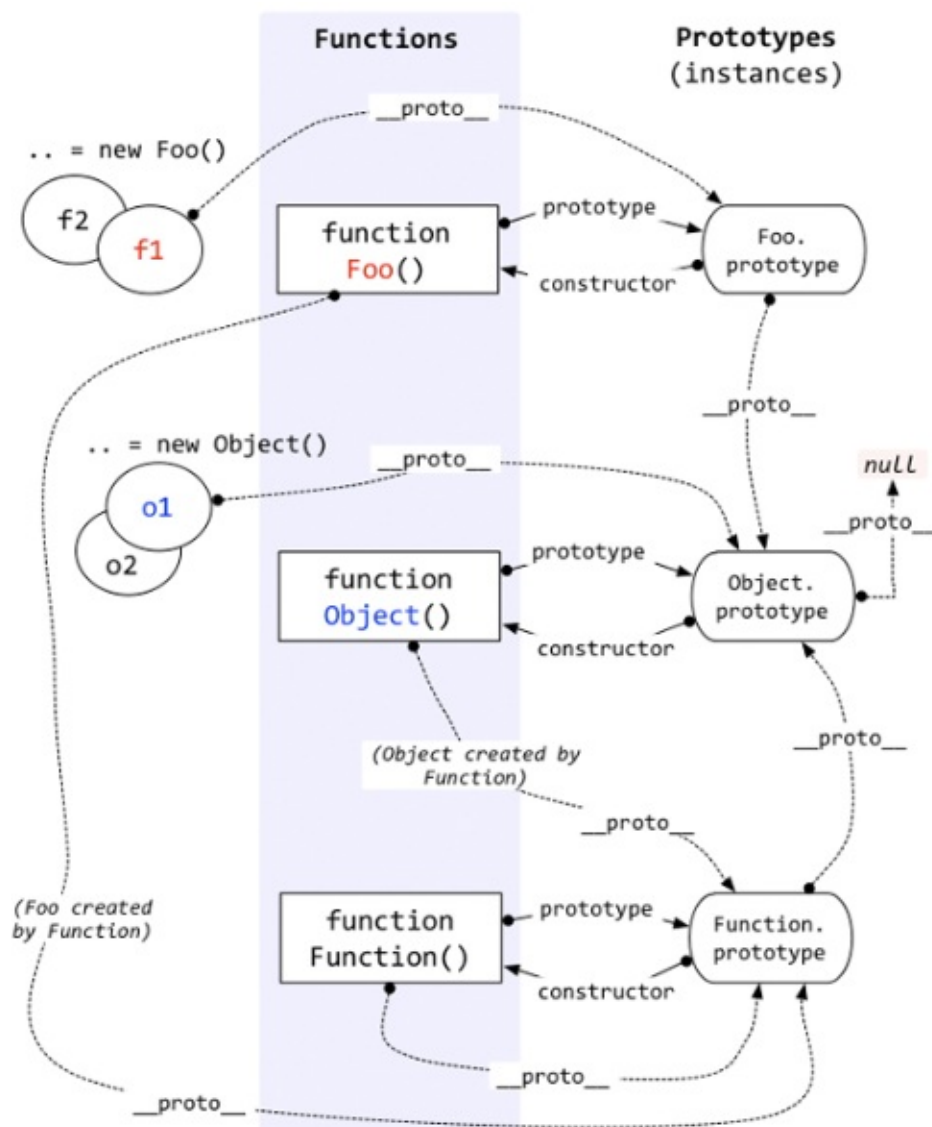 Functions
Prototypes
(instances)
__proto__
.. = new Foo()
f2
f1
function
Foo()
prototype
constructor
Foo.
prototype
__proto__
.. = new Object()
__proto__
null
__proto__
o1
o2
function
Object()
prototype
constructor
Object.
prototype
(Object created by
Function)
__proto__
__proto__
(Foo created
by Function)
function
Function()
prototype
constructor
Function.
prototype
__proto__
__proto__